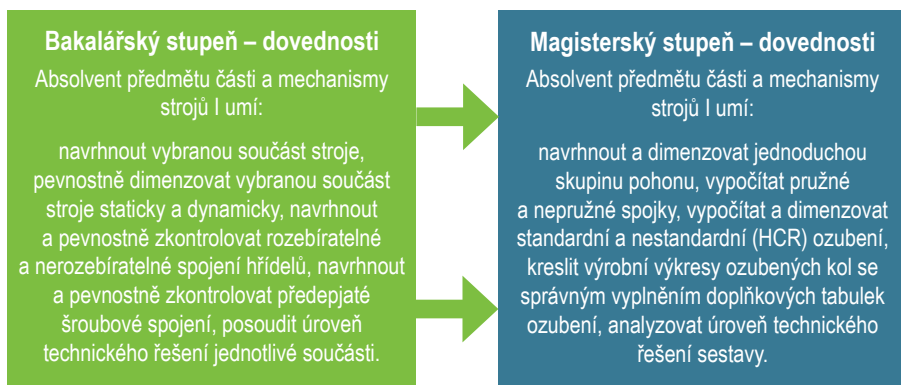 Bakalářský stupeň – dovednosti
Absolvent předmětu části a mechanismy
strojů I umí:
navrhnout vybranou součást stroje,
pevnostně dimenzovat vybranou součást
stroje staticky a dynamicky, navrhnout
a pevnostně zkontrolovat rozebíratelné
a nerozebíratelné spojení hřídelů, navrhnout
a pevnostně zkontrolovat předepjaté
šroubové spojení, posoudit úroveň
technického řešení jednotlivé součásti.
Magisterský stupeň – dovednosti
Absolvent předmětu části a mechanismy
strojů I umí:
navrhnout a dimenzovat jednoduchou
skupinu pohonu, vypočítat pružné
a nepružné spojky, vypočítat a dimenzovat
standardní a nestandardní (HCR) ozubení,
kreslit výrobní výkresy ozubených kol se
správným vyplněním doplňkových tabulek
ozubení, analyzovat úroveň technického
řešení sestavy.